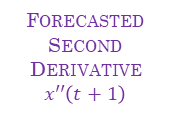 FORECASTED
SECOND
DERIVATIVE
x''(t + 1)